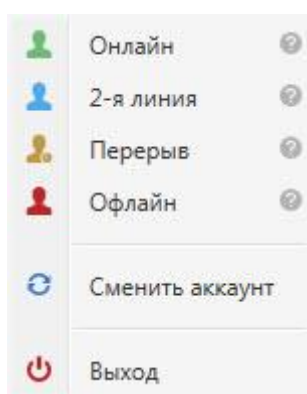 Онлайн
2-я линия
Перерыв
Офлайн
Сменить аккаунт
Выход